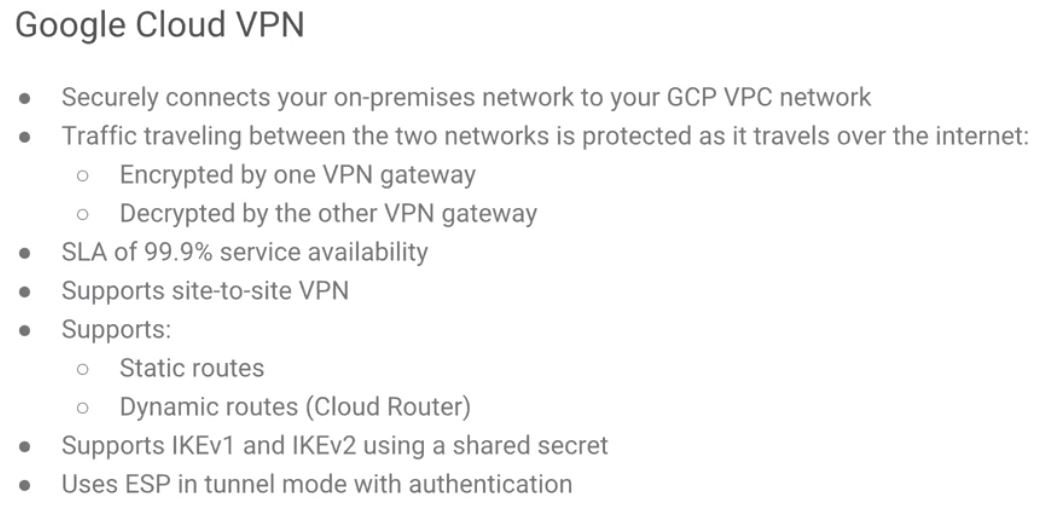 Google Cloud VPN
● Securely connects your on-premises network to your GCP VPC network
● Traffic traveling between the two networks is protected as it travels over the internet:
○ Encrypted by one VPN gateway
○ Decrypted by the other VPN gateway
● SLA of 99.9% service availability
● Supports site-to-site VPN
● Supports:
○ Static routes
○ Dynamic routes (Cloud Router)
● Supports IKEv1 and IKEv2 using a shared secret
● Uses ESP in tunnel mode with authentication